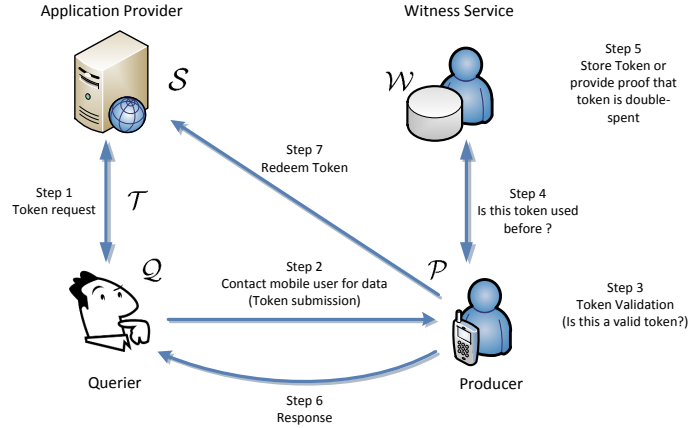 Application Provider
Witness Service
Step 5
Store Token or
provide proof that
token is double-
spent
𝒮
𝒲
Step 7
Redeem Token
Step 1
Token request
𝒯
Step 4
Is this token used
before ?
𝒬
Step 2
Contact mobile user for data
(Token submission)
𝒫
Step 3
Token Validation
(Is this a valid token?)
Querier
Producer
Step 6
Response